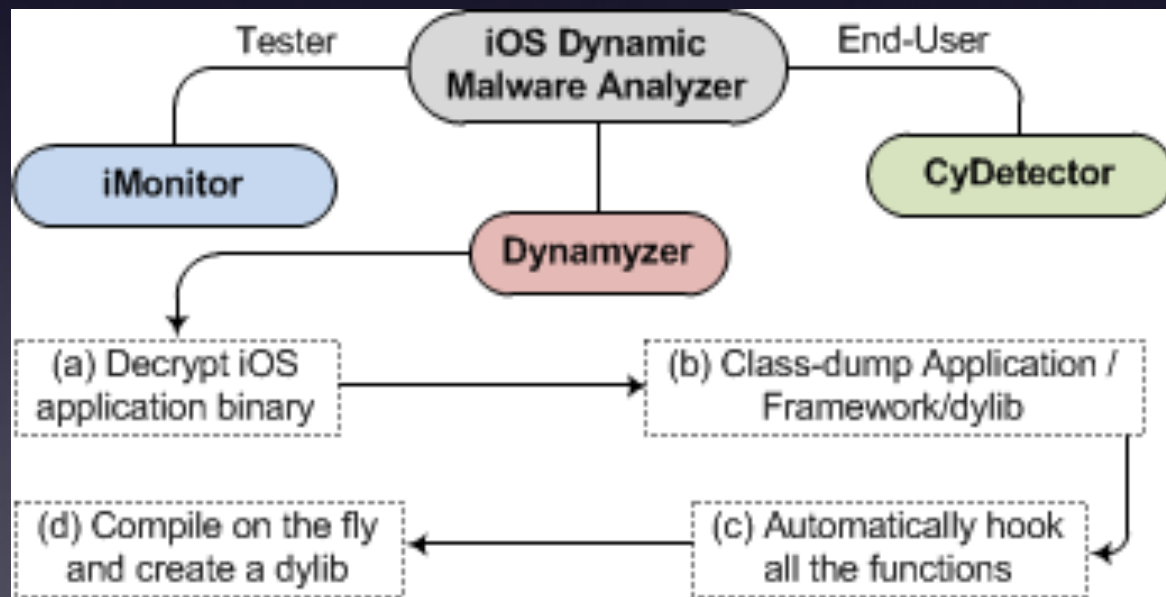 Tester
iOS Dynamic
Malware Analyzer
End-User
iMonitor
CyDetector
Dynamyzer
(a) Decrypt iOS
application binary
(b) Class-dump Application /
Framework/dylib
(d) Compile on the fly
and create a dylib
(c) Automatically hook
all the functions